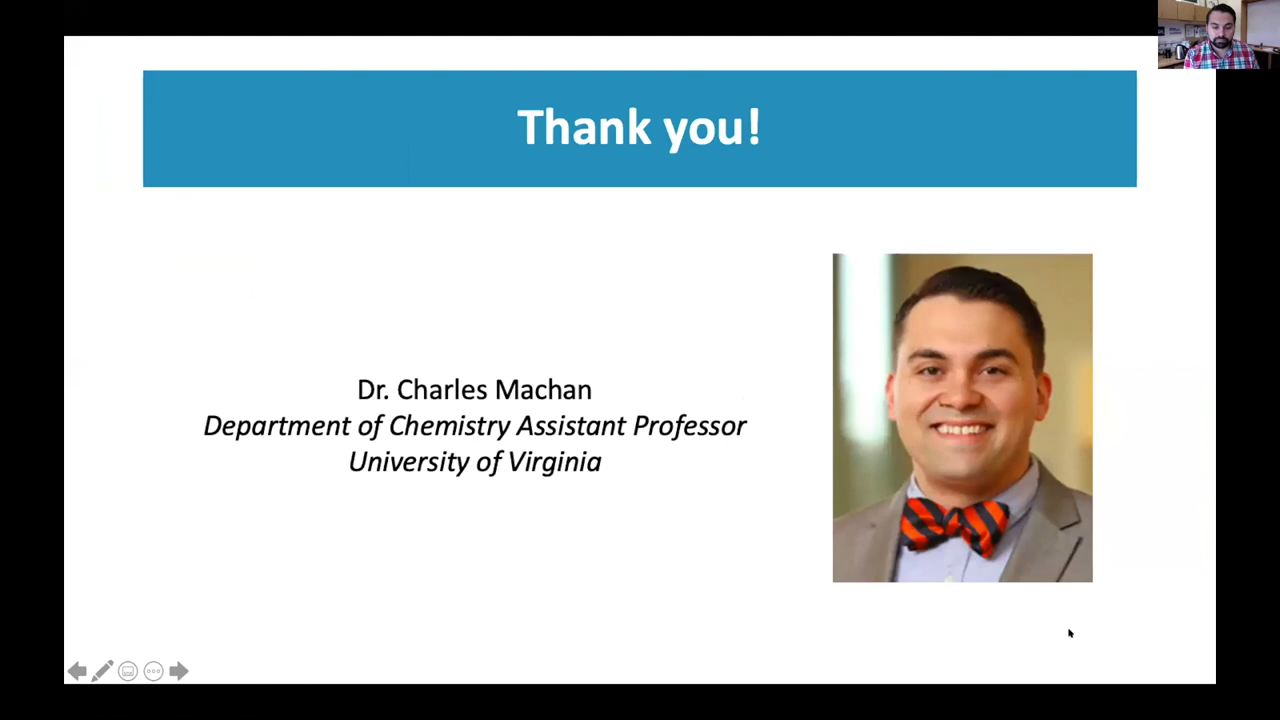 Thank you!
Dr. Charles Machan
Department of Chemistry Assistant Professor
University of Virginia